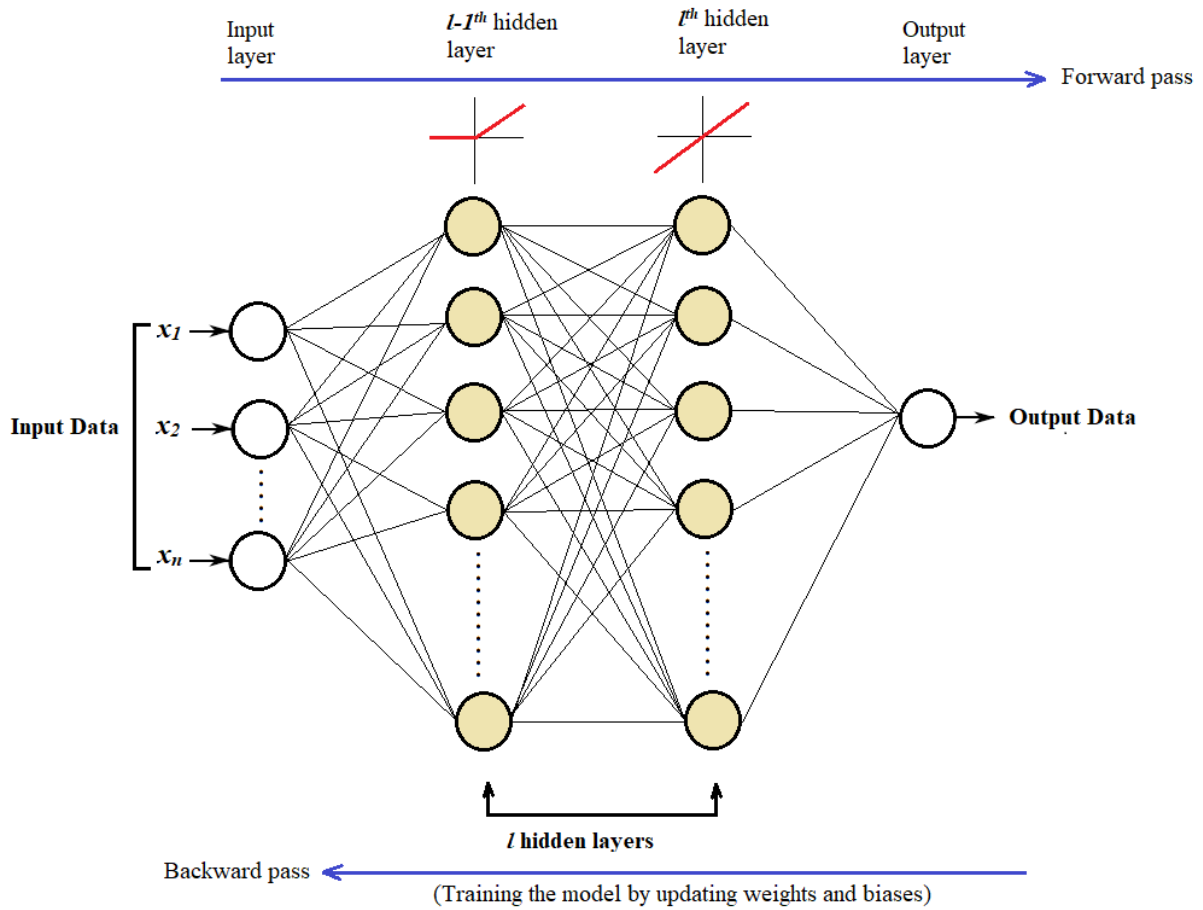 Input
layer
l-1th hidden
layer
lth hidden
layer
Output
layer
Forward pass
x1
x2
Input Data
Output Data
xn
l hidden layers
Backward pass
(Training the model by updating weights and biases)